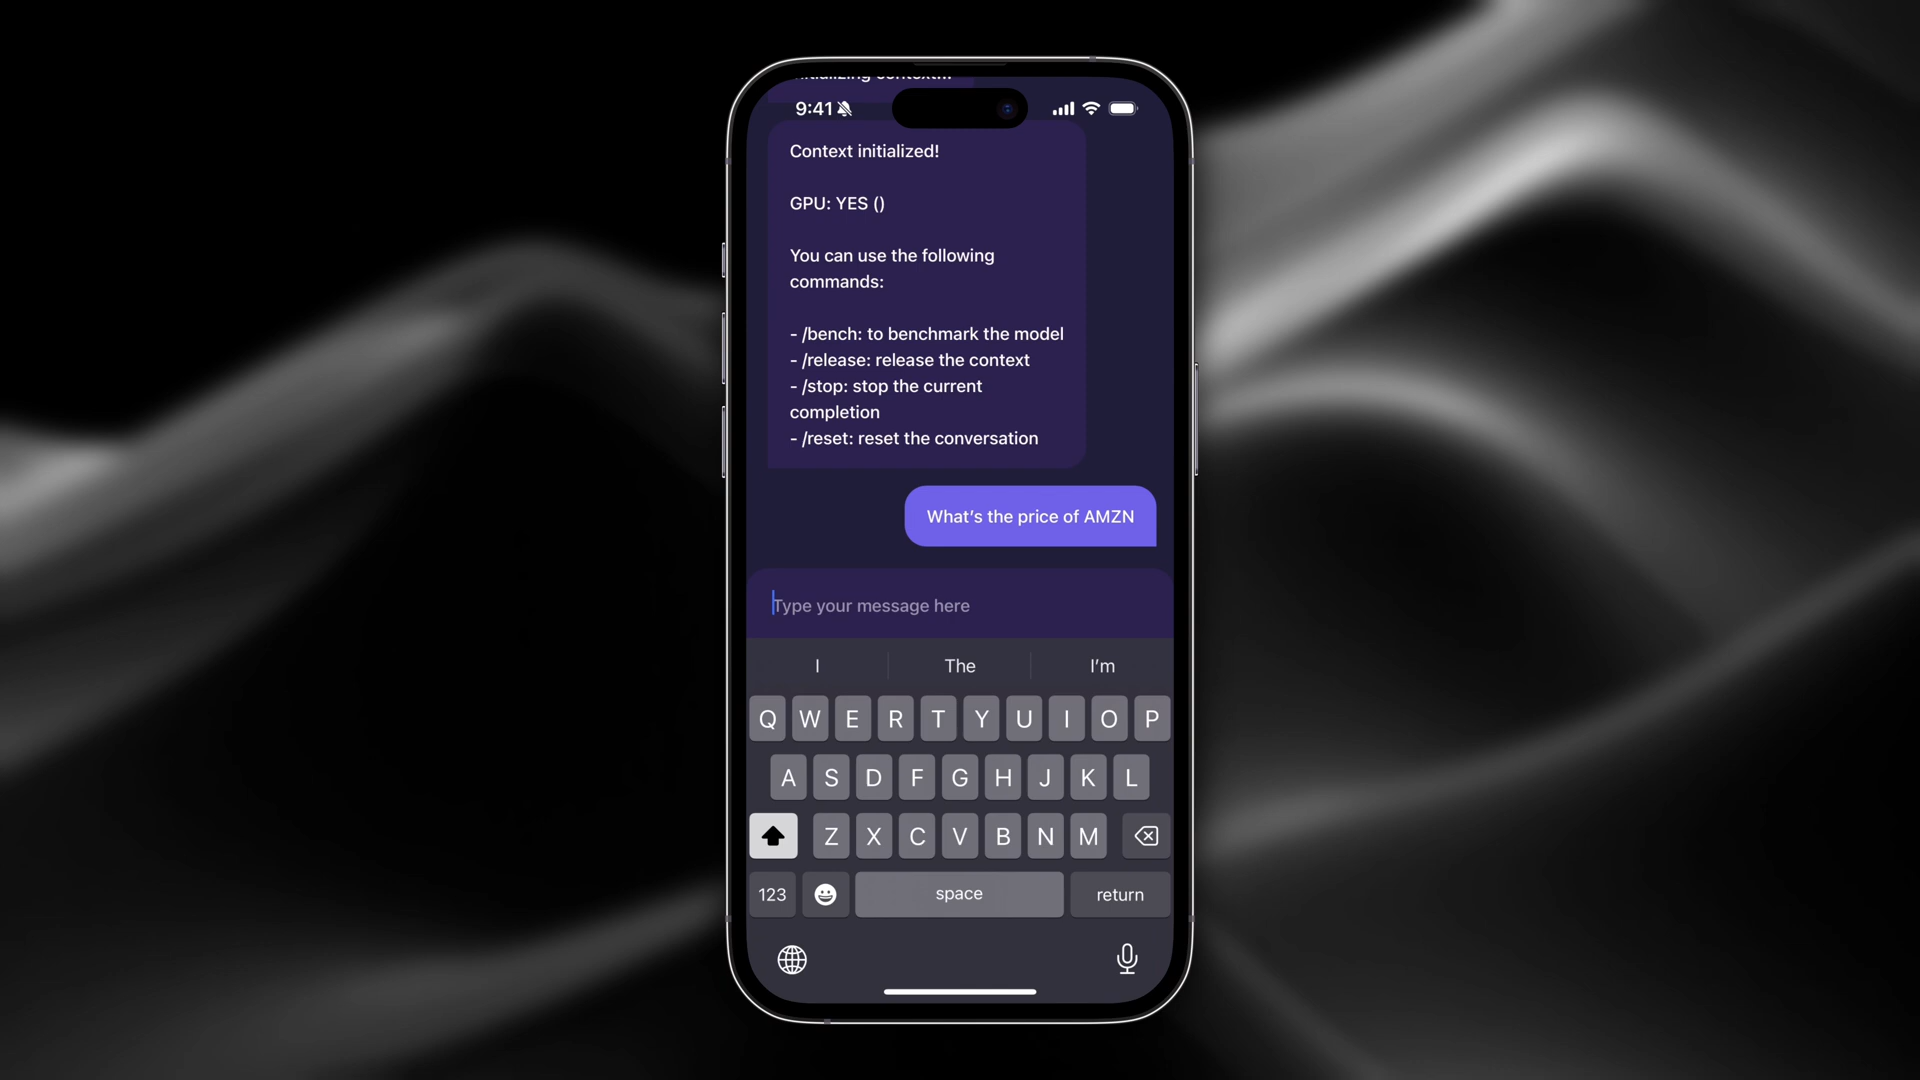 9:41
Context initialized!
GPU: YES ()
You can use the following
commands:
- /bench: to benchmark the model
- /release: release the context
- /stop: stop the current
completion
- /reset: reset the conversation
What's the price of AMZN
Type your message here
I The I'm
Q W E R T Y U I O P
A S D F G H J K L
Z X C V B N M
123 space return